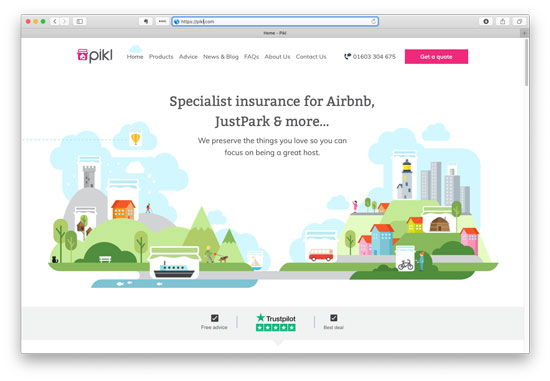 https://pikl.com
Home – Pikl
pikl
Home Products Advice News & Blog FAQs About Us Contact Us
01603 304 675
Get a quote
Specialist insurance for Airbnb,
JustPark & more...
We preserve the things you love so you can
focus on being a great host.
Free advice
Trustpilot
Best deal